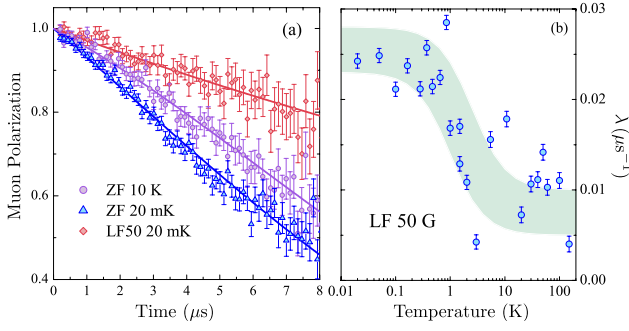 (a)
Muon Polarization
1.0
0.8
0.6
0.4
ZF 10 K
ZF 20 mK
LF50 20 mK
0 1 2 3 4 5 6 7 8
Time (μs)
(b)
0.03
0.02
0.01
0.00
λ (μs⁻¹)
LF 50 G
0.01 0.1 1 10 100
Temperature (K)